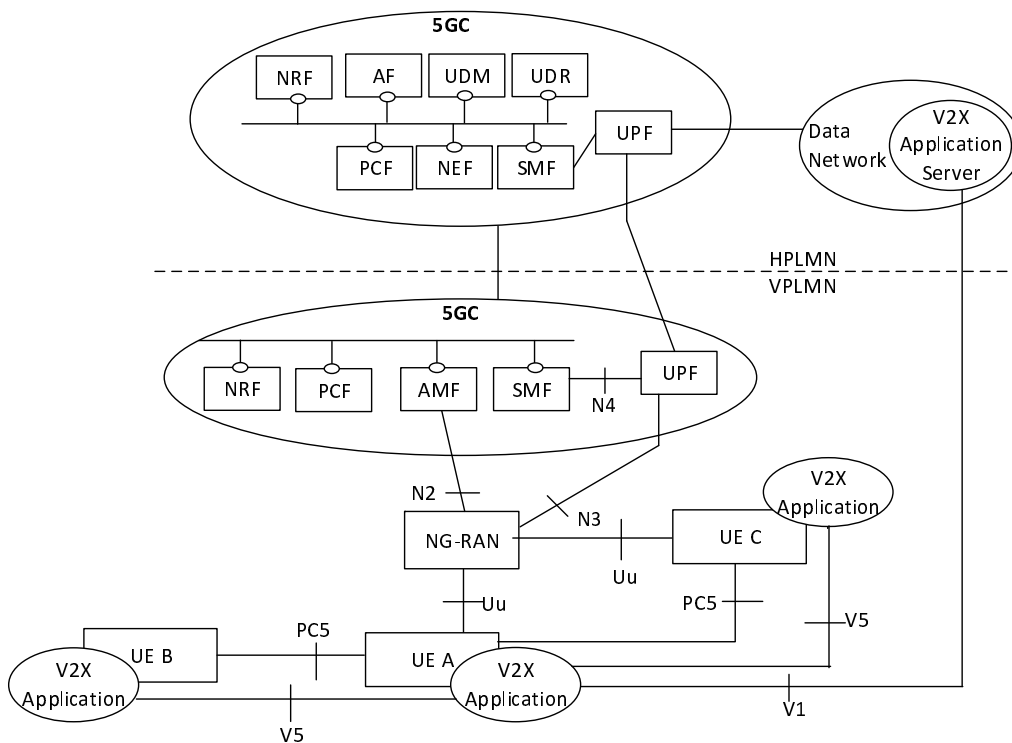 5GC
NRF
AF
UDM
UDR
PCF
NEF
SMF
UPF
Data
Network
V2X
Application
Server
HPLMN
VPLMN
5GC
NRF
PCF
AMF
SMF
N4
UPF
N2
N3
NG-RAN
Uu
UE C
V2X
Application
Uu
PC5
V5
PC5
UE B
V2X
Application
UE A
V2X
Application
V5
V1